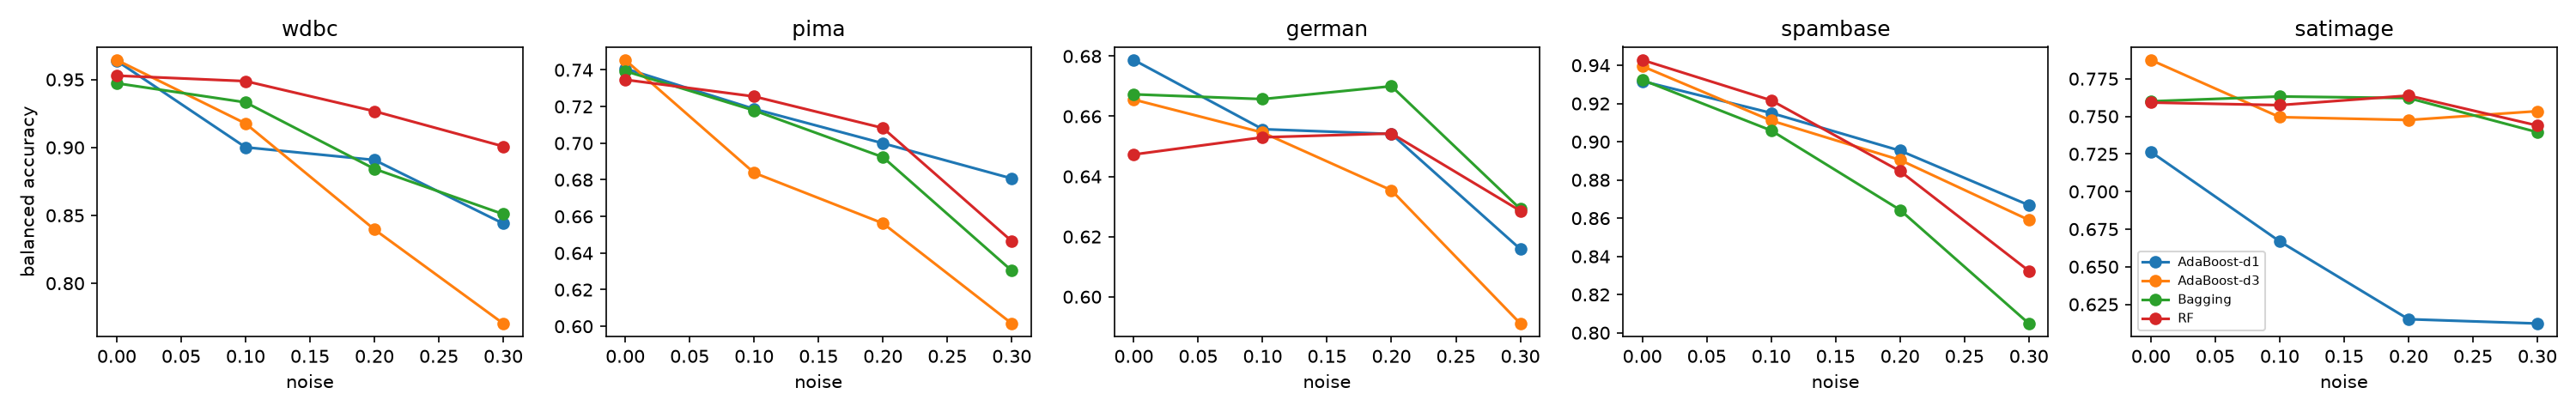 wdbc
balanced accuracy
0.95
0.90
0.85
0.80
0.00 0.05 0.10 0.15 0.20 0.25 0.30
noise
pima
0.74
0.72
0.70
0.68
0.66
0.64
0.62
0.60
0.00 0.05 0.10 0.15 0.20 0.25 0.30
noise
german
0.68
0.66
0.64
0.62
0.60
0.00 0.05 0.10 0.15 0.20 0.25 0.30
noise
spambase
0.94
0.92
0.90
0.88
0.86
0.84
0.82
0.80
0.00 0.05 0.10 0.15 0.20 0.25 0.30
noise
satimage
0.775
0.750
0.725
0.700
0.675
0.650
0.625
AdaBoost-d1
AdaBoost-d3
Bagging
RF
0.00 0.05 0.10 0.15 0.20 0.25 0.30
noise